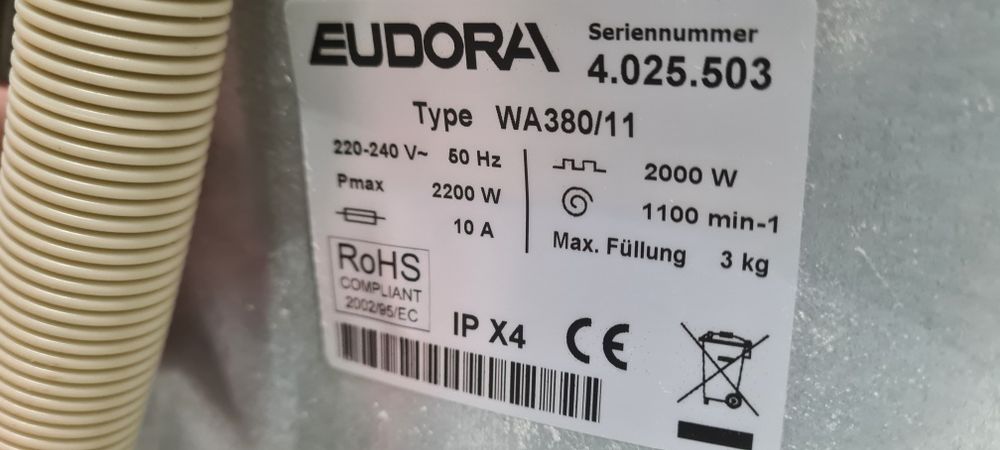 EUDORA
Seriennummer
4.025.503
Type WA380/11
220-240 V~ 50 Hz
Pmax 2200 W
10 A
2000 W
1100 min-1
Max. Füllung 3 kg
RoHS
COMPLIANT
2002/95/EC
IP X4
CE